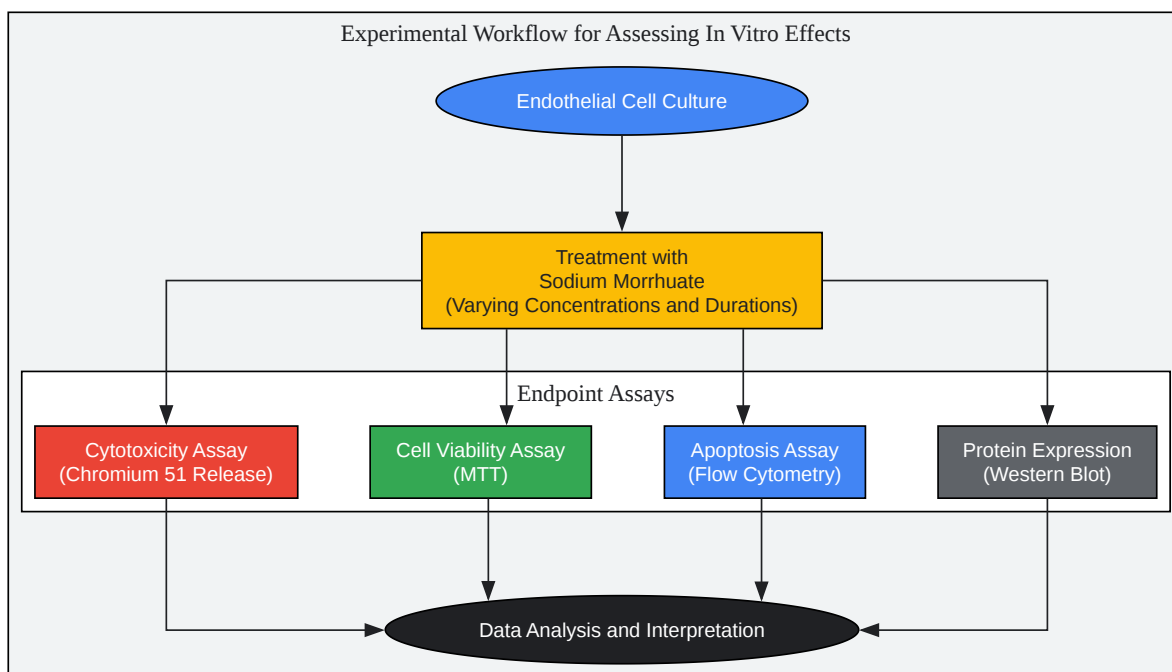 Experimental Workflow for Assessing In Vitro Effects
Endothelial Cell Culture
Treatment with
Sodium Morrhuate
(Varying Concentrations and Durations)
Endpoint Assays
Cytotoxicity Assay
(Chromium 51 Release)
Cell Viability Assay
(MTT)
Apoptosis Assay
(Flow Cytometry)
Protein Expression
(Western Blot)
Data Analysis and Interpretation